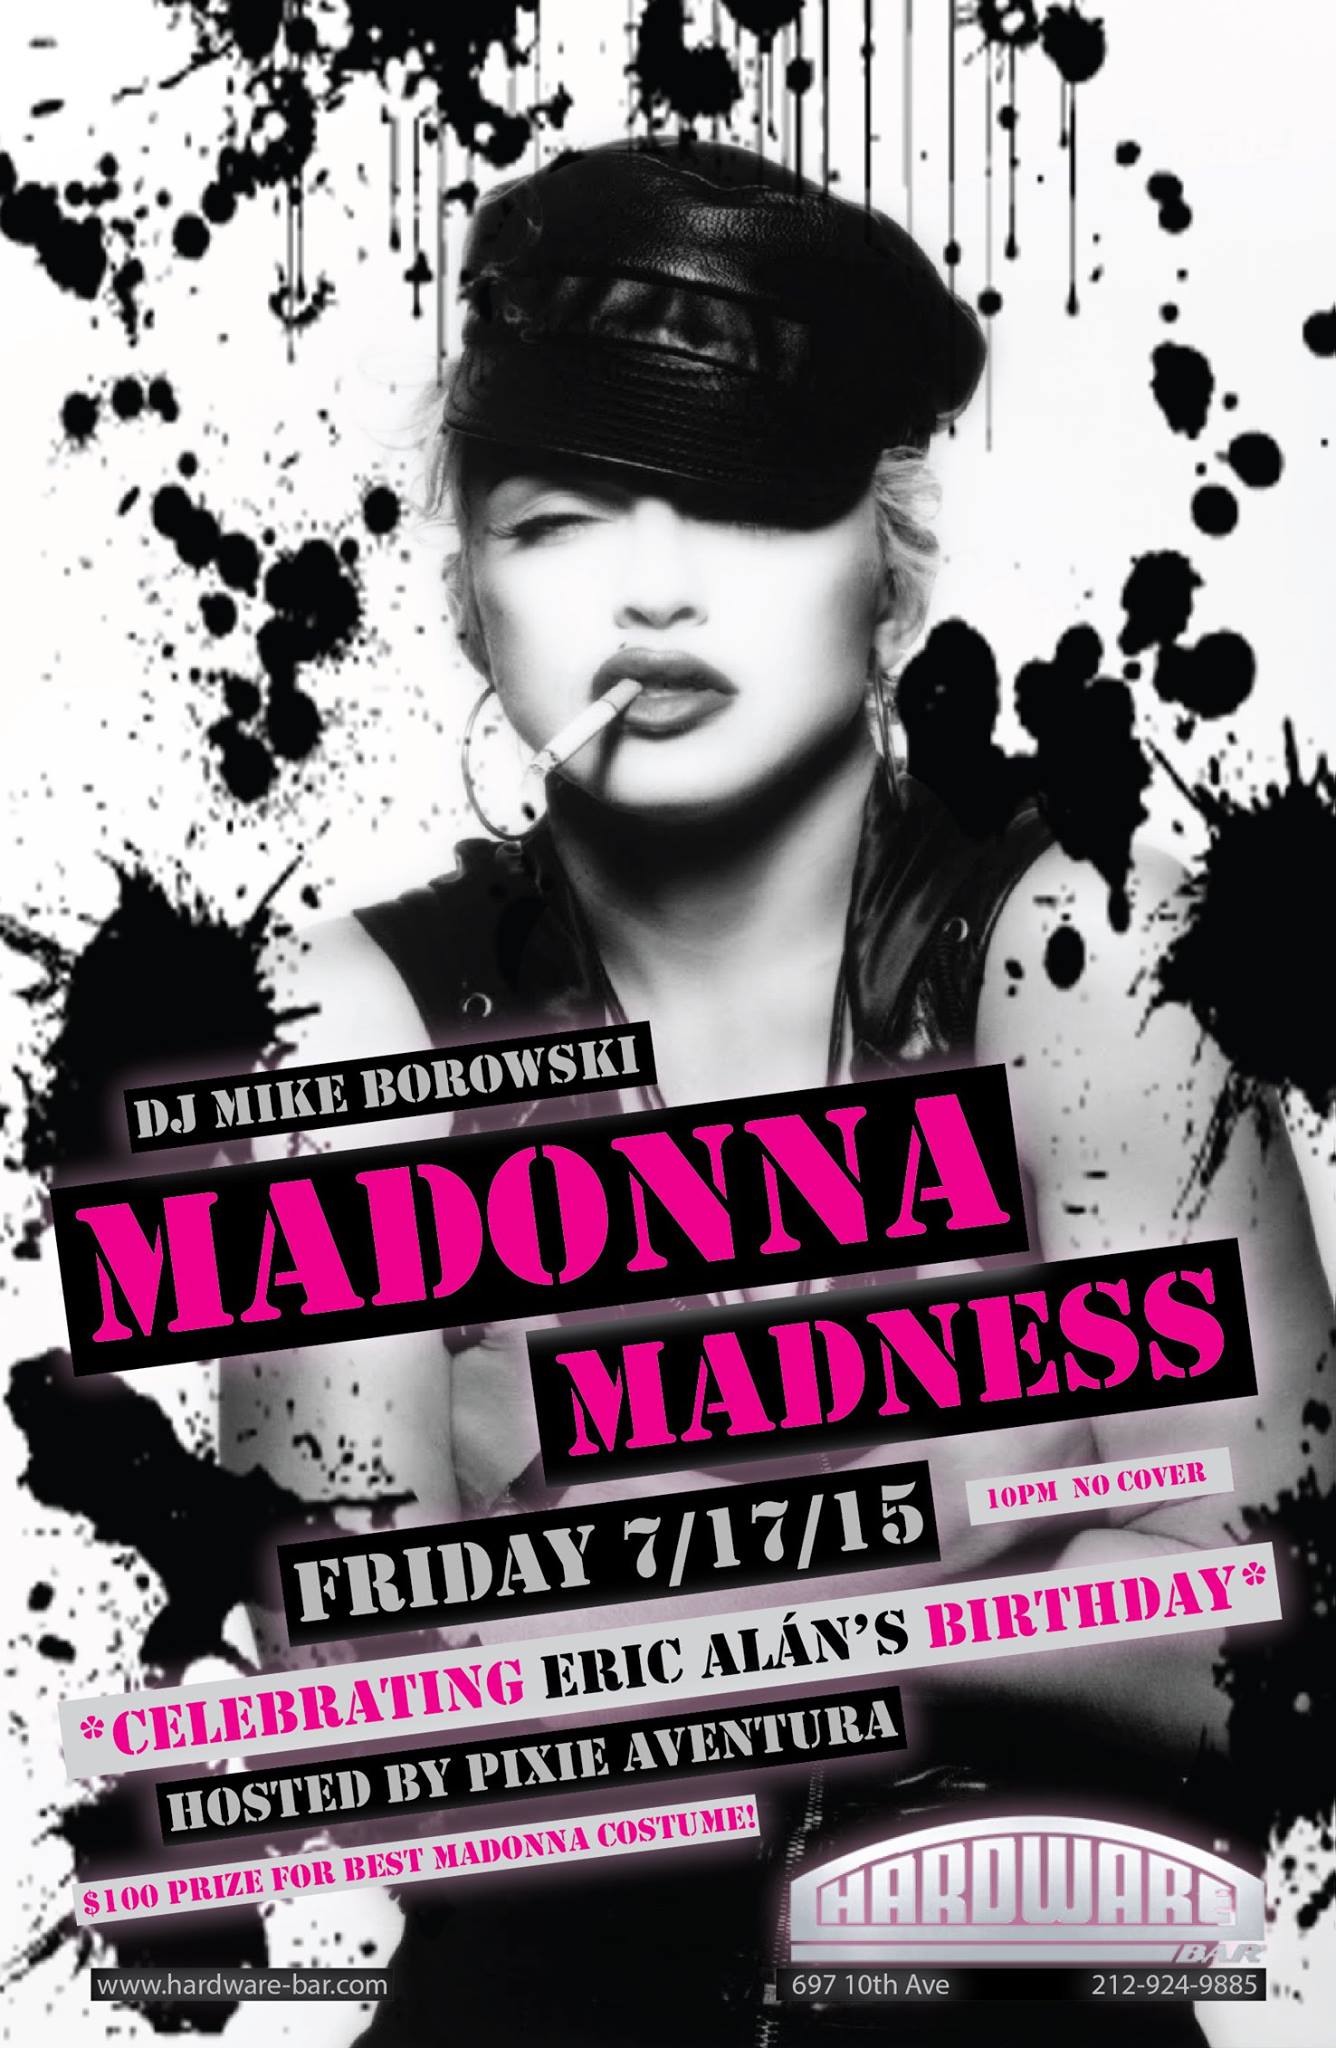 DJ MIKE BOROWSKI
MADONNA
MADNESS
FRIDAY 7/17/15
10PM NO COVER
*CELEBRATING ERIC ALÁN'S BIRTHDAY*
HOSTED BY PIXIE AVENTURA
$100 PRIZE FOR BEST MADONNA COSTUME!
HARDWARE
BAR
www.hardware-bar.com
697 10th Ave 212-924-9885